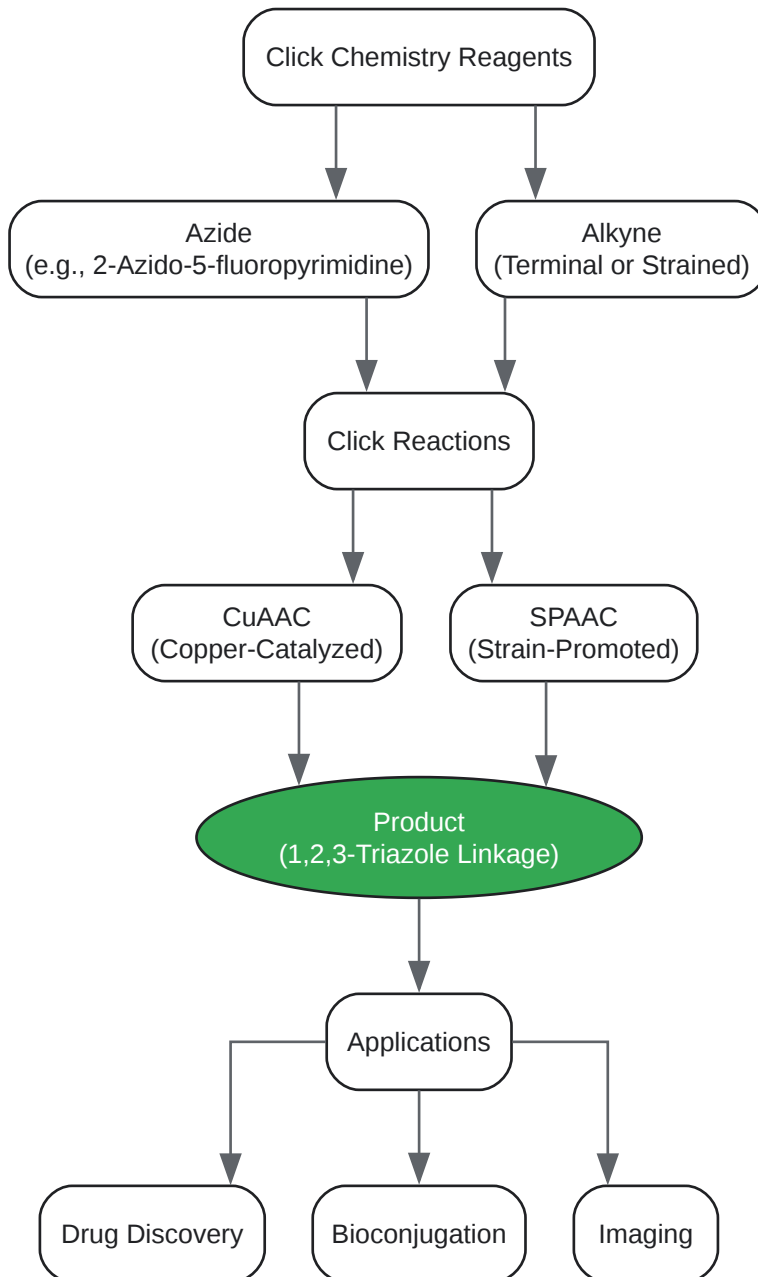 Click Chemistry Reagents
Azide
(e.g., 2-Azido-5-fluoropyrimidine)
Alkyne
(Terminal or Strained)
Click Reactions
CuAAC
(Copper-Catalyzed)
SPAAC
(Strain-Promoted)
Product
(1,2,3-Triazole Linkage)
Applications
Drug Discovery
Bioconjugation
Imaging